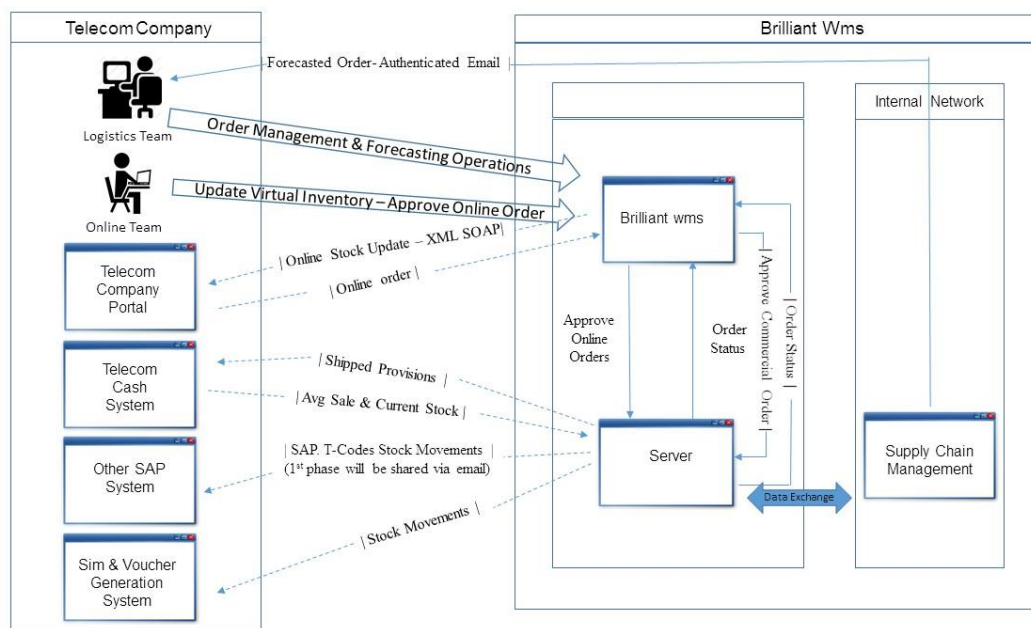 Telecom Company
Brilliant Wms
| Forecasted Order- Authenticated Email |
Internal Network
Logistics Team
Order Management & Forecasting Operations
Online Team
Update Virtual Inventory – Approve Online Order
Brilliant wms
| Online Stock Update – XML SOAP|
| Online order |
Telecom
Company
Portal
Approve
Online
Orders
Order
Status
| Approve Commercial Order |
| Order Status |
| Shipped Provisions |
Telecom
Cash
System
| Avg Sale & Current Stock |
| SAP. T-Codes Stock Movements |
(1st phase will be shared via email)
Other SAP
System
Server
Supply Chain
Management
Data Exchange
| Stock Movements |
Sim & Voucher
Generation
System